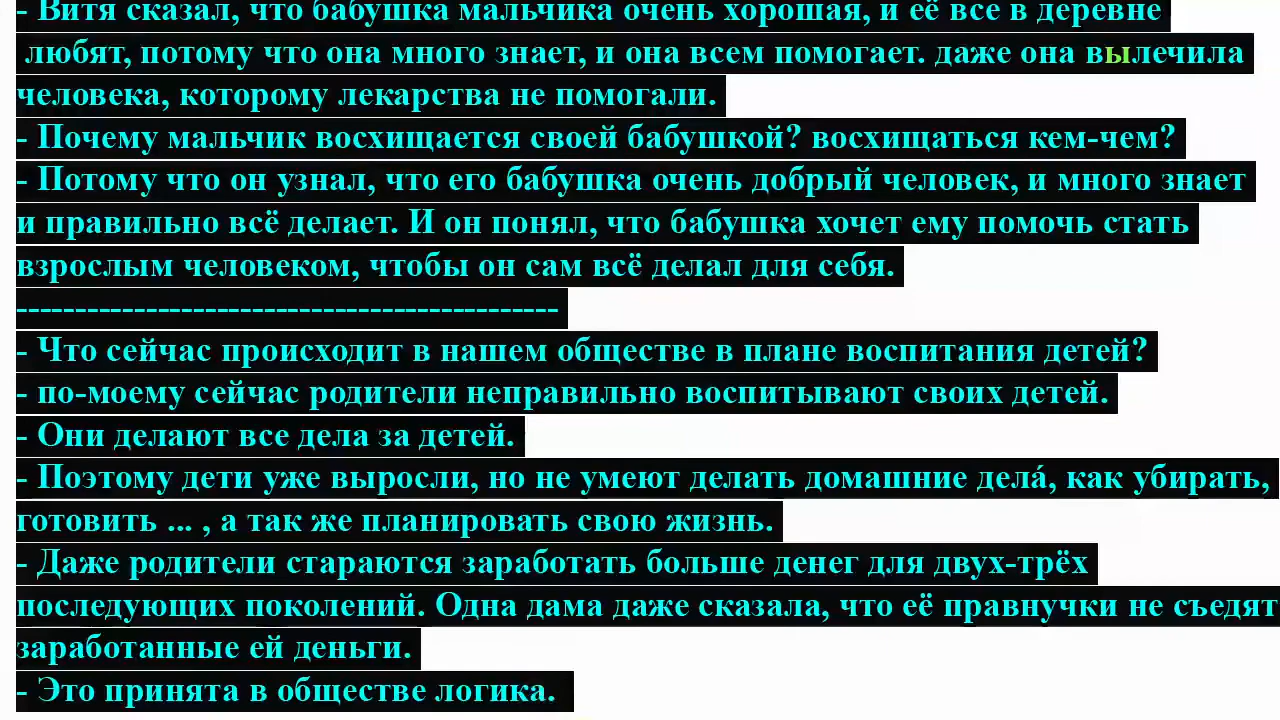 - Витя сказал, что бабушка мальчика очень хорошая, и её все в деревне
любят, потому что она много знает, и она всем помогает. даже она вылечила
человека, которому лекарства не помогали.
- Почему мальчик восхищается своей бабушкой? восхищаться кем-чем?
- Потому что он узнал, что его бабушка очень добрый человек, и много знает
и правильно всё делает. И он понял, что бабушка хочет ему помочь стать
взрослым человеком, чтобы он сам всё делал для себя.
----------------------------------------------
- Что сейчас происходит в нашем обществе в плане воспитания детей?
- по-моему сейчас родители неправильно воспитывают своих детей.
- Они делают все дела за детей.
- Поэтому дети уже выросли, но не умеют делать домашние дела́, как убирать,
готовить ... , а так же планировать свою жизнь.
- Даже родители стараются заработать больше денег для двух-трёх
последующих поколений. Одна дама даже сказала, что её правнучки не съедят
заработанные ей деньги.
- Это принята в обществе логика.